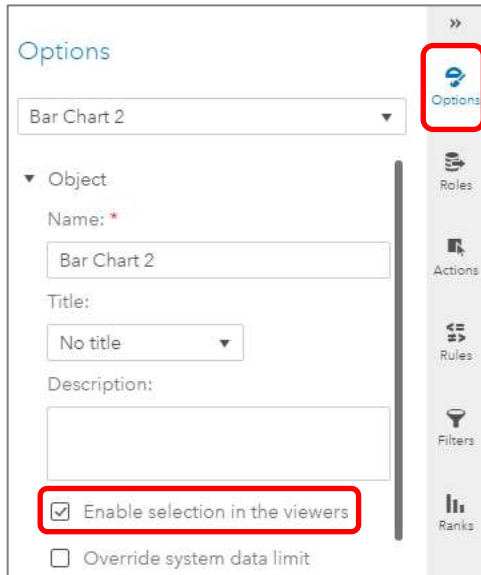 Options
Bar Chart 2
Object
Name: *
Bar Chart 2
Title:
No title
Description:
Enable selection in the viewers
Override system data limit
Options
Roles
Actions
Rules
Filters
Ranks